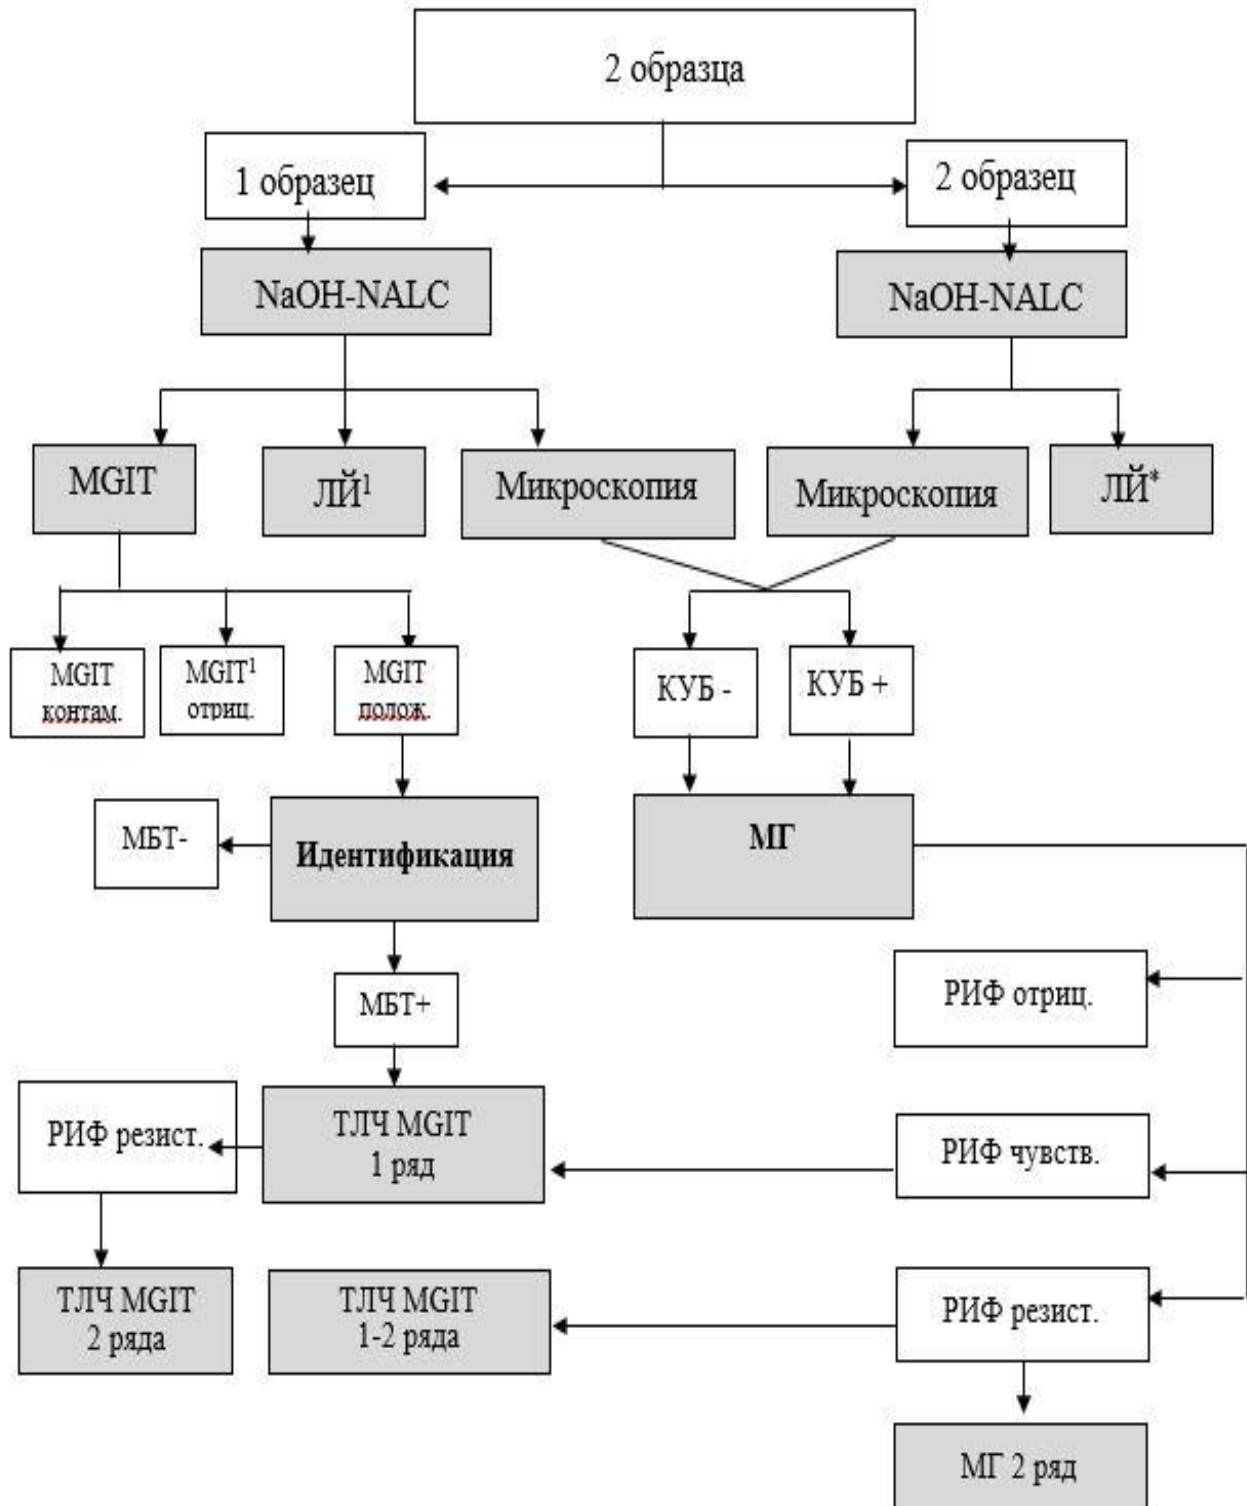 2 образца
1 образец
2 образец
NaOH-NALC
NaOH-NALC
MGIT
ЛЙ¹
Микроскопия
Микроскопия
ЛЙ*
MGIT
контам.
MGIT¹
отриц.
MGIT
полож.
КУБ -
КУБ +
МБТ-
Идентификация
МГ
МБТ+
РИФ отриц.
РИФ резист.
ТЛЧ MGIT
1 ряд
РИФ чувств.
ТЛЧ MGIT
2 ряда
ТЛЧ MGIT
1-2 ряда
РИФ резист.
МГ 2 ряд